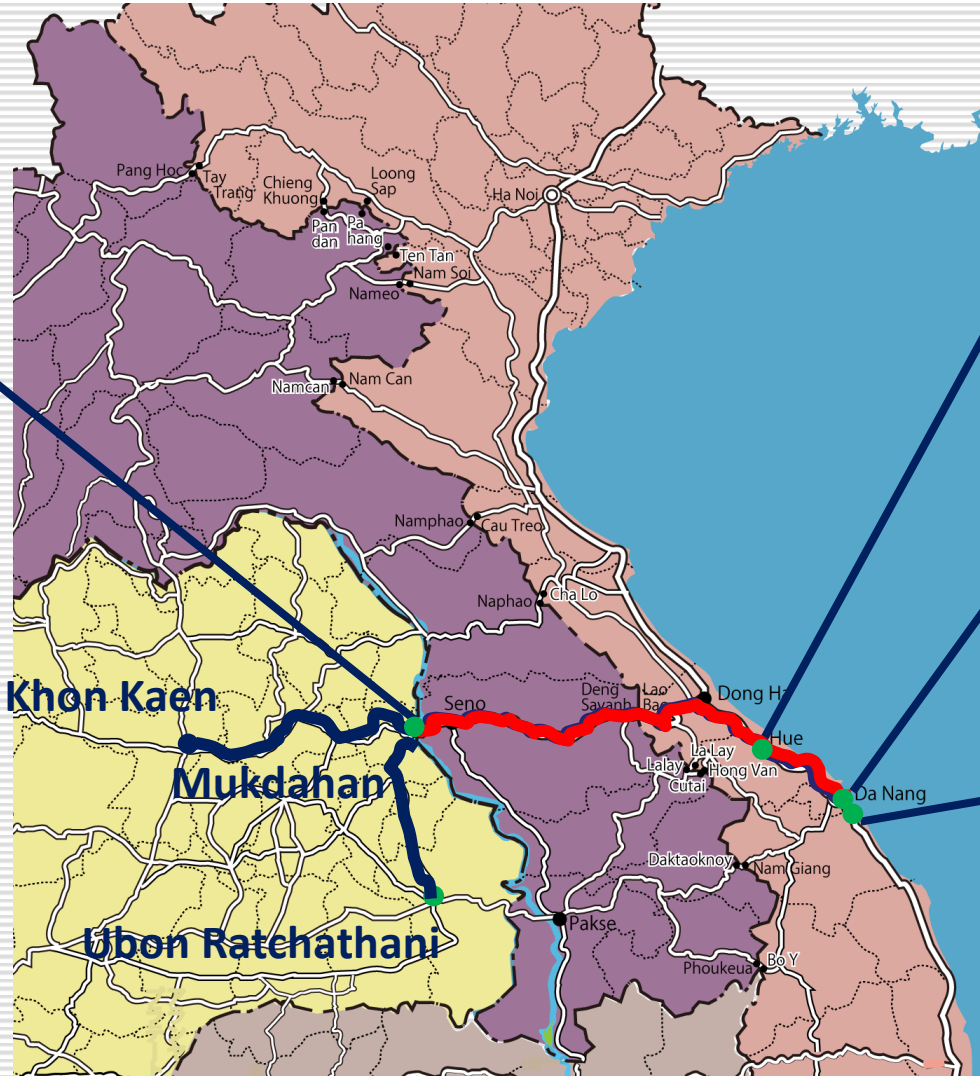 Pang Hoc
Tay
Trang
Chieng
Khuong
Loong
Sap
Pan
dan
Pa
hang
Ha Noi
Ten Tan
Nam Soi
Nameo
Namcan
Nam Can
Namphao
Cau Treo
Naphao
Cha Lo
Khon Kaen
Seno
Deng
Savanh
Lao
Bao
Dong Ha
Hue
Mukdahan
La Lay
Lalay
Hong Van
Cutai
Da Nang
Daktaoknoy
Nam Giang
Ubon Ratchathani
Pakse
Phoukeua
Bo Y